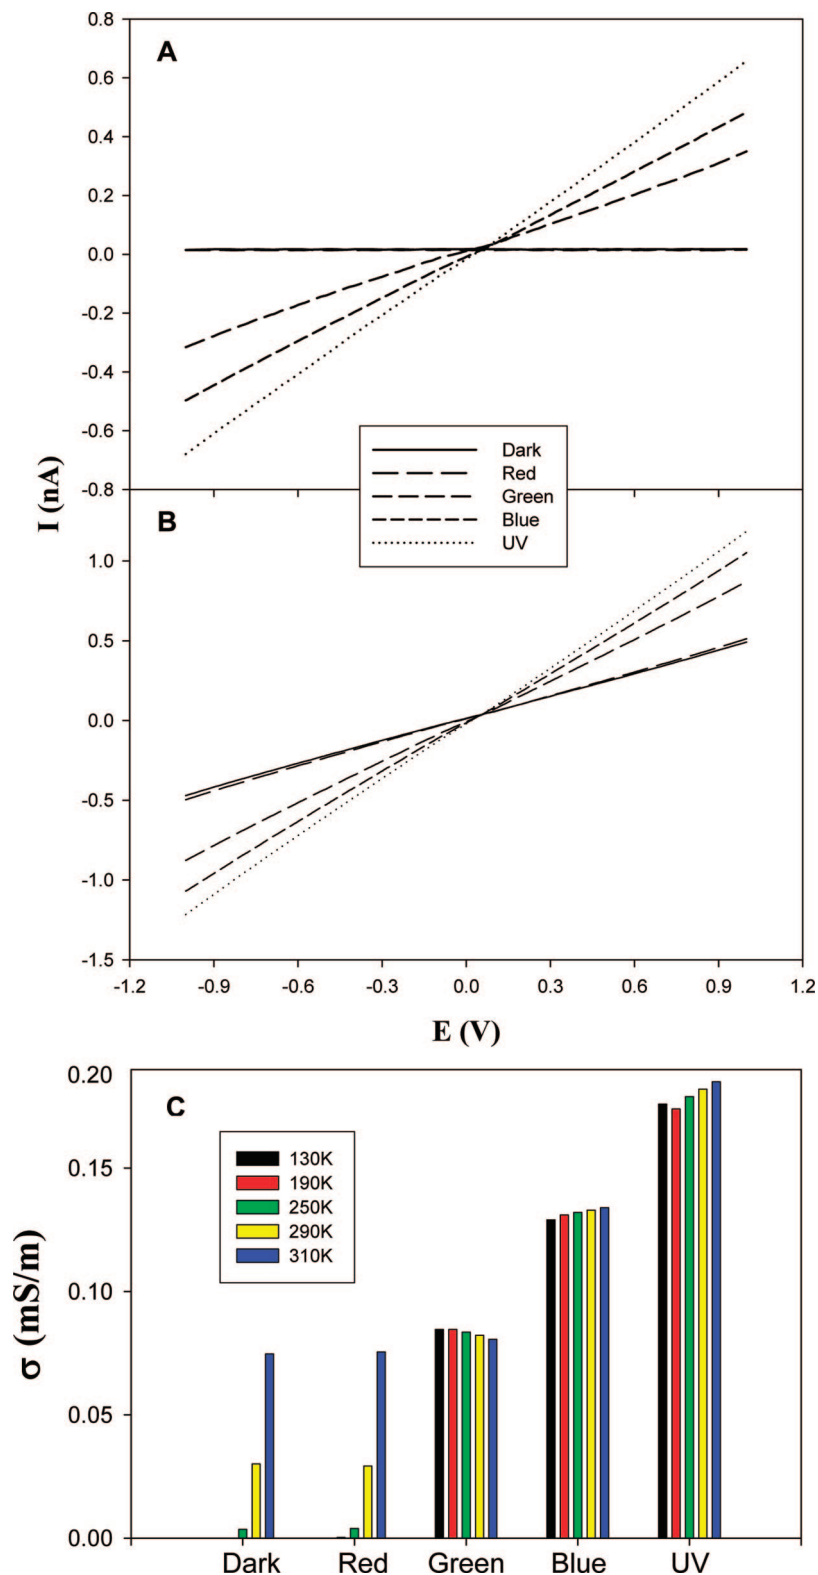 A
0.8
0.6
0.4
0.2
0.0
-0.2
-0.4
-0.6
-0.8
I (nA)
Dark
Red
Green
Blue
UV
B
1.0
0.5
0.0
-0.5
-1.0
-1.5
-1.2 -0.9 -0.6 -0.3 0.0 0.3 0.6 0.9 1.2
E (V)
C
0.20
0.15
0.10
0.05
0.00
σ (mS/m)
130K
190K
250K
290K
310K
Dark Red Green Blue UV